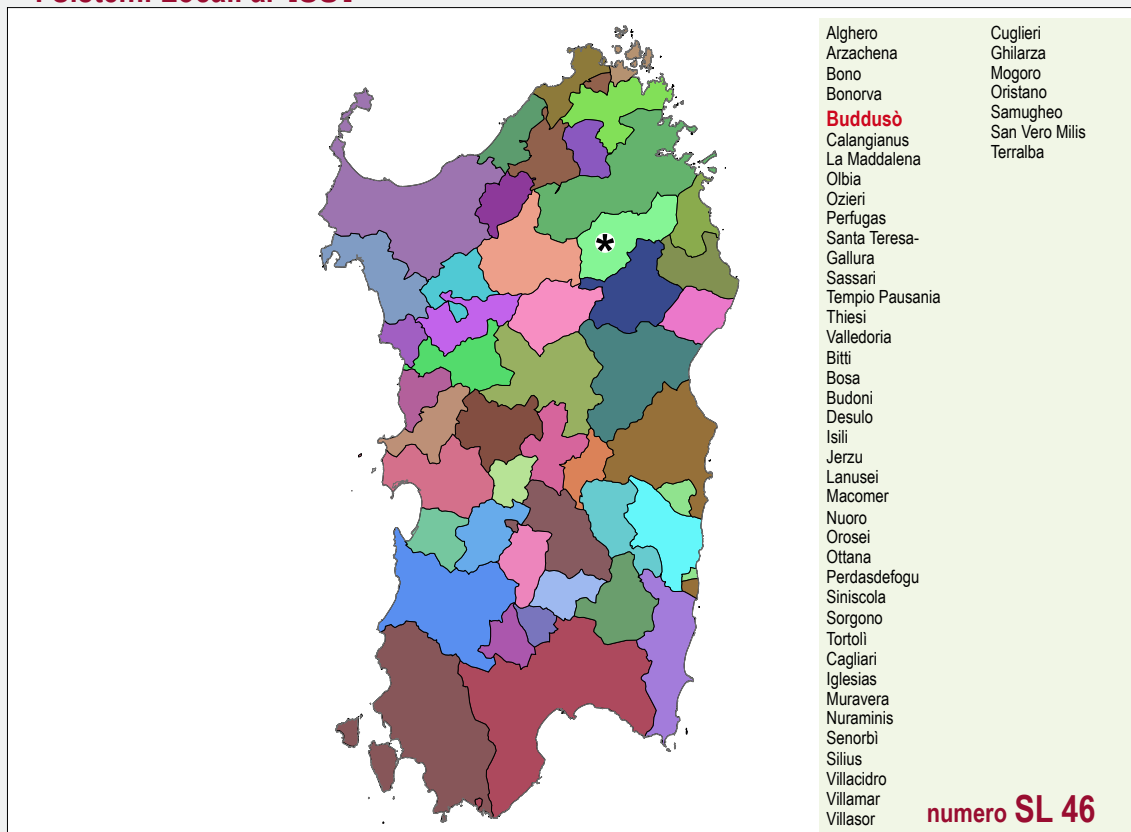 Alghero
Arzachena
Bono
Bonorva
Buddusò
Calangianus
La Maddalena
Olbia
Ozieri
Perfugas
Santa Teresa-
Gallura
Sassari
Tempio Pausania
Thiesi
Valledoria
Bitti
Bosa
Budoni
Desulo
Isili
Jerzu
Lanusei
Macomer
Nuoro
Orosei
Ottana
Perdasdefogu
Siniscola
Sorgono
Tortolì
Cagliari
Iglesias
Muravera
Nuraminis
Senorbì
Silius
Villacidro
Villamar
Villasor
Cuglieri
Ghilarza
Mogoro
Oristano
Samugheo
San Vero Milis
Terralba
*
numero SL 46